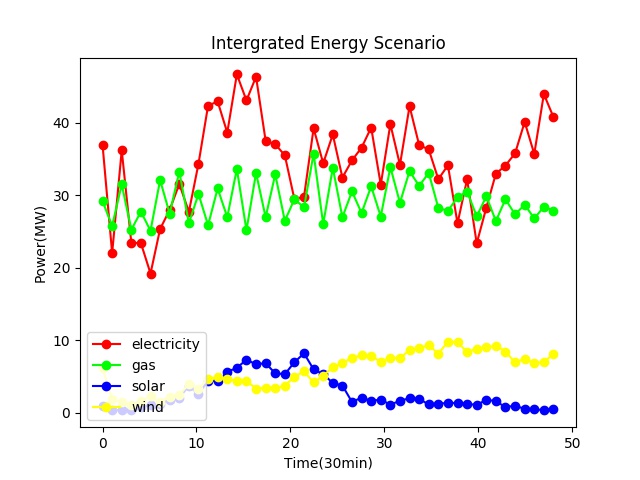 Intergrated Energy Scenario
Power(MW)
40
30
20
10
0
electricity
gas
solar
wind
0 10 20 30 40 50
Time(30min)